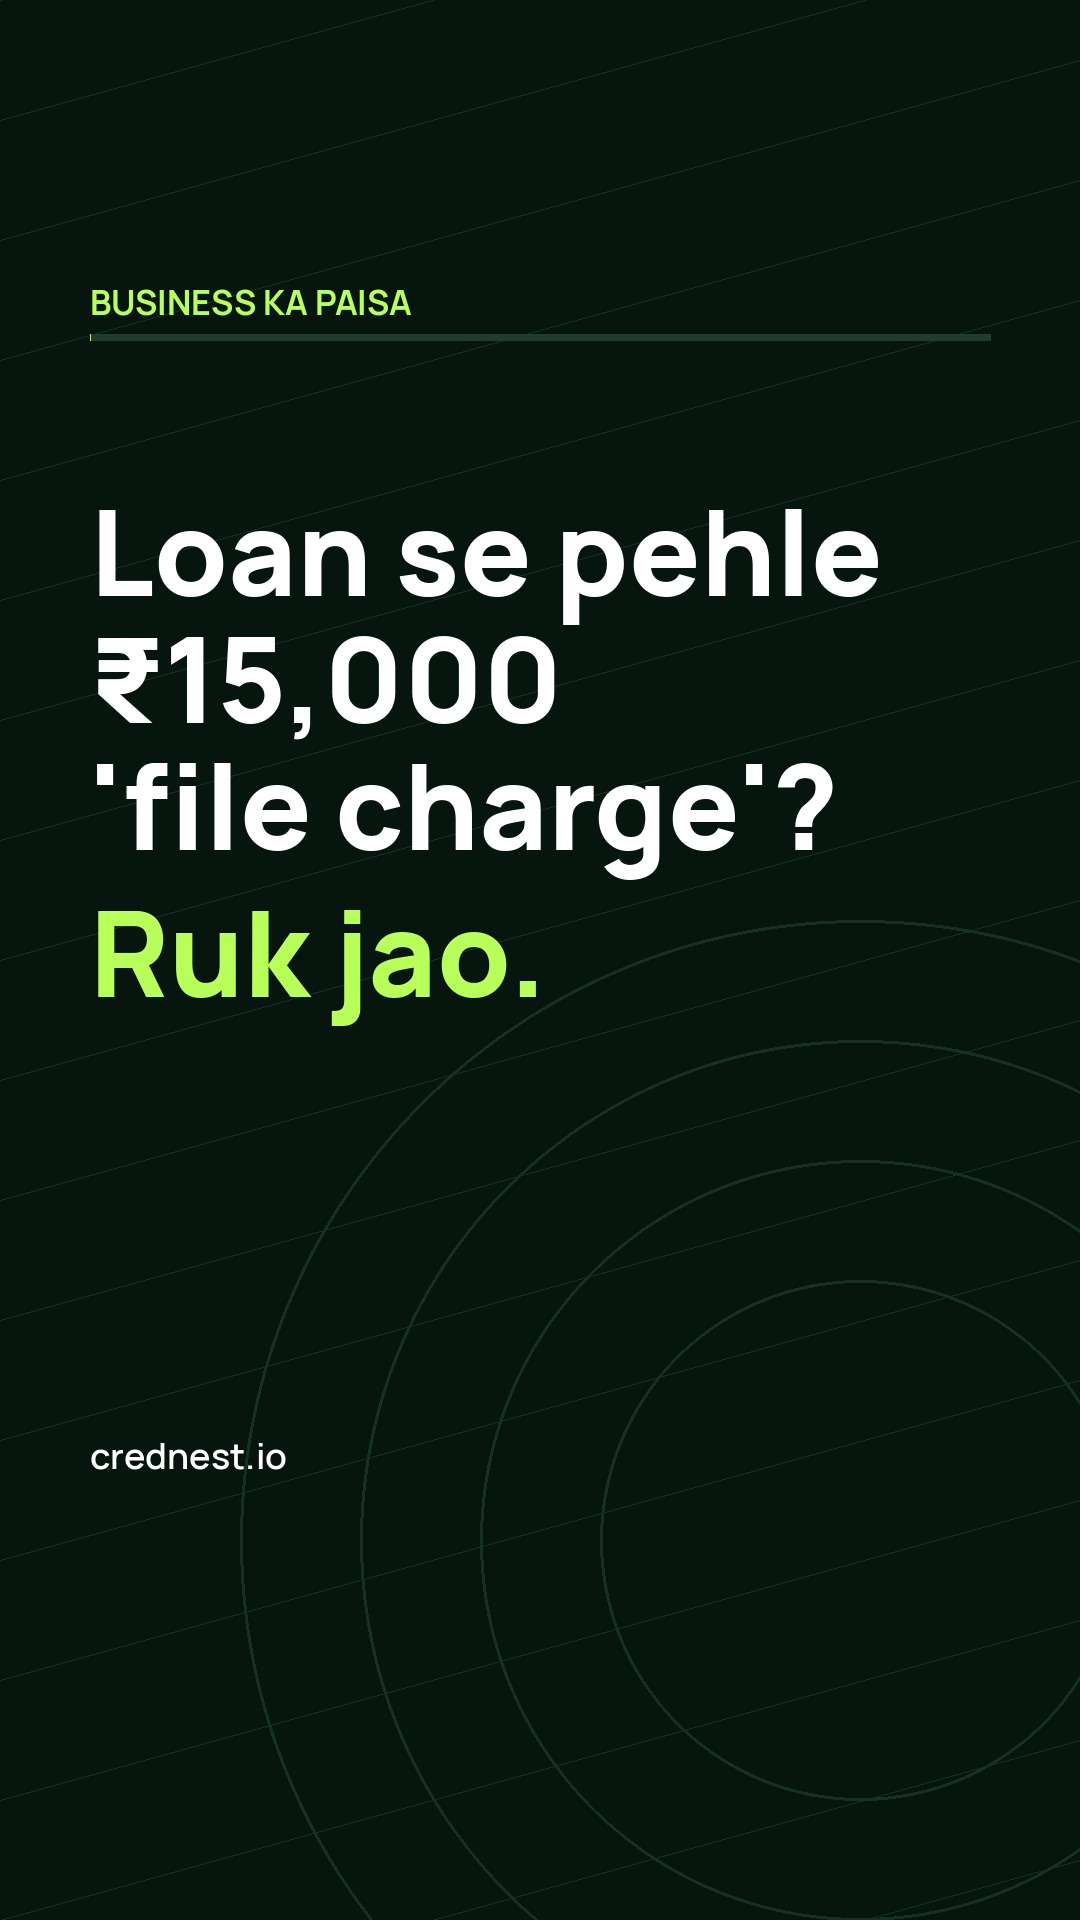 BUSINESS KA PAISA
Loan se pehle
₹15,000
'file charge'?
Ruk jao.
crednest.io